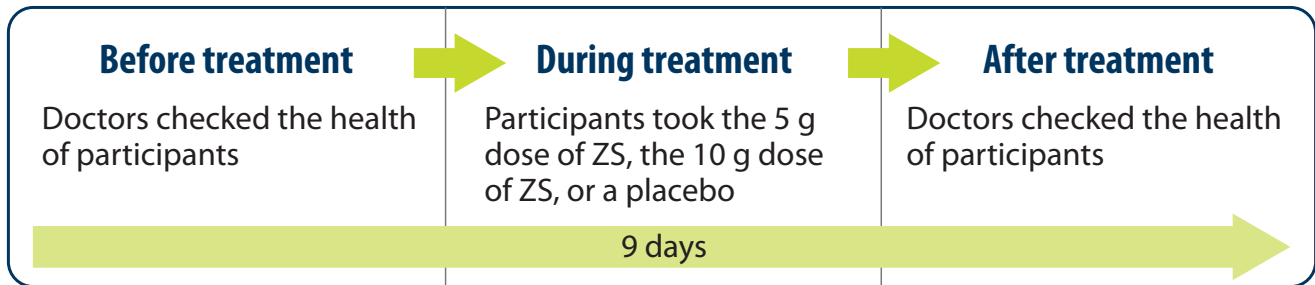 Before treatment
Doctors checked the health
of participants
During treatment
Participants took the 5 g
dose of ZS, the 10 g dose
of ZS, or a placebo
After treatment
Doctors checked the health
of participants
9 days